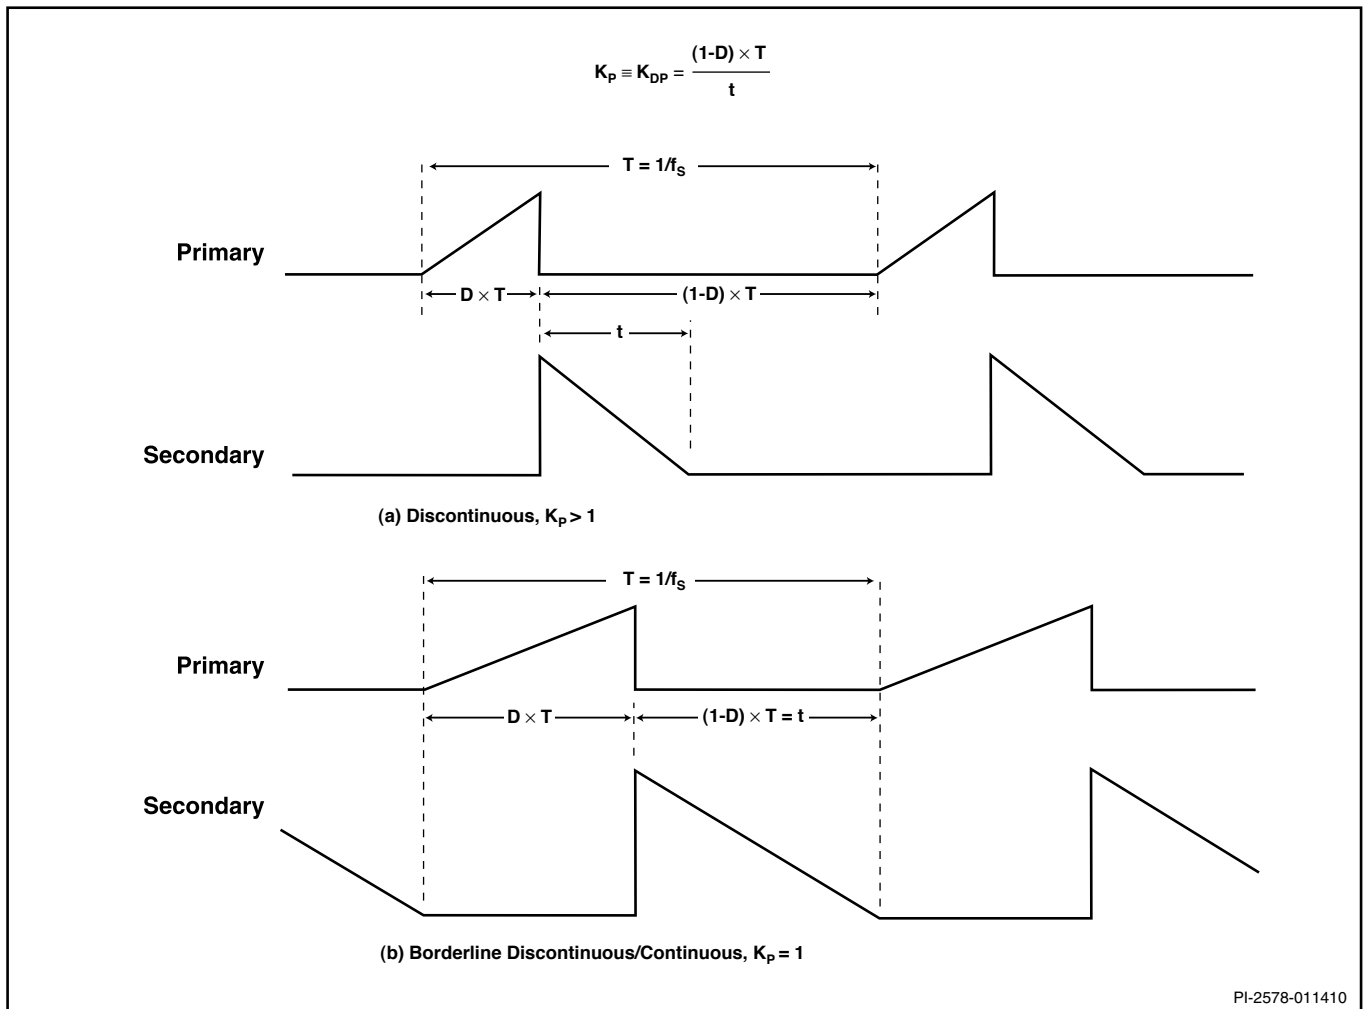 K_P ≡ K_DP = (1-D) × T / t
T = 1/f_S
Primary
D × T
(1-D) × T
t
Secondary
(a) Discontinuous, K_P > 1
T = 1/f_S
Primary
D × T
(1-D) × T = t
Secondary
(b) Borderline Discontinuous/Continuous, K_P = 1
PI-2578-011410